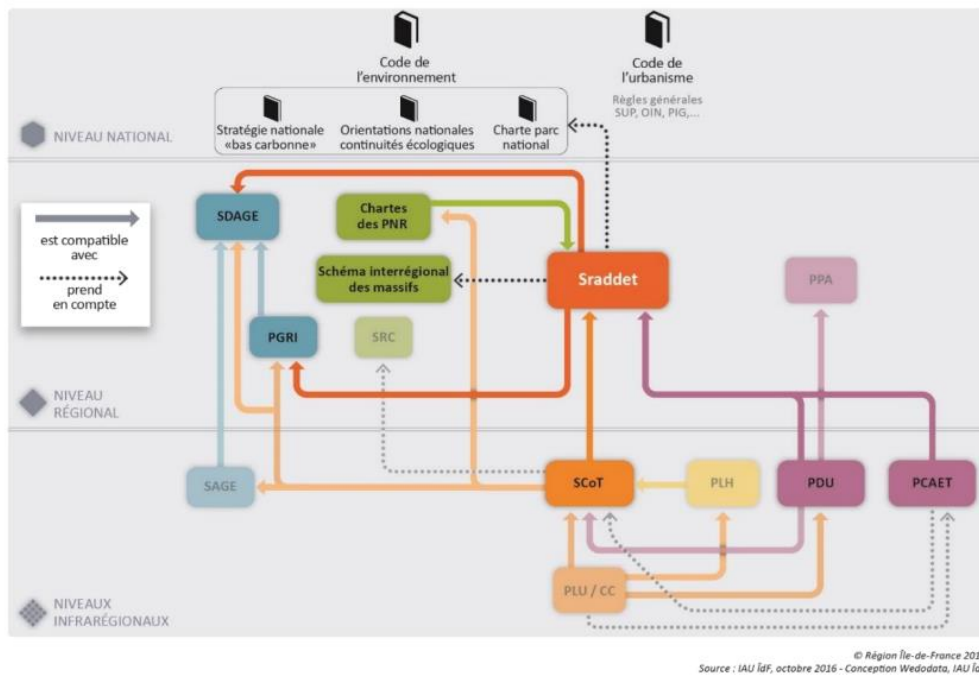 Code de
l'environnement
Code de
l'urbanisme
Règles générales
SUP, OIN, PIG,...
Stratégie nationale
«bas carbonne»
Orientations nationales
continuités écologiques
Charte parc
national
NIVEAU NATIONAL
est compatible
avec
prend
en compte
SDAGE
Chartes
des PNR
Schéma interrégional
des massifs
Sraddet
PPA
PGRI
SRC
NIVEAU
RÉGIONAL
SAGE
SCoT
PLH
PDU
PCAET
PLU / CC
NIVEAUX
INFRARÉGIONAUX
© Région Île-de-France 201
Source : IAU ÎdF, octobre 2016 - Conception Wedodata, IAU Îd